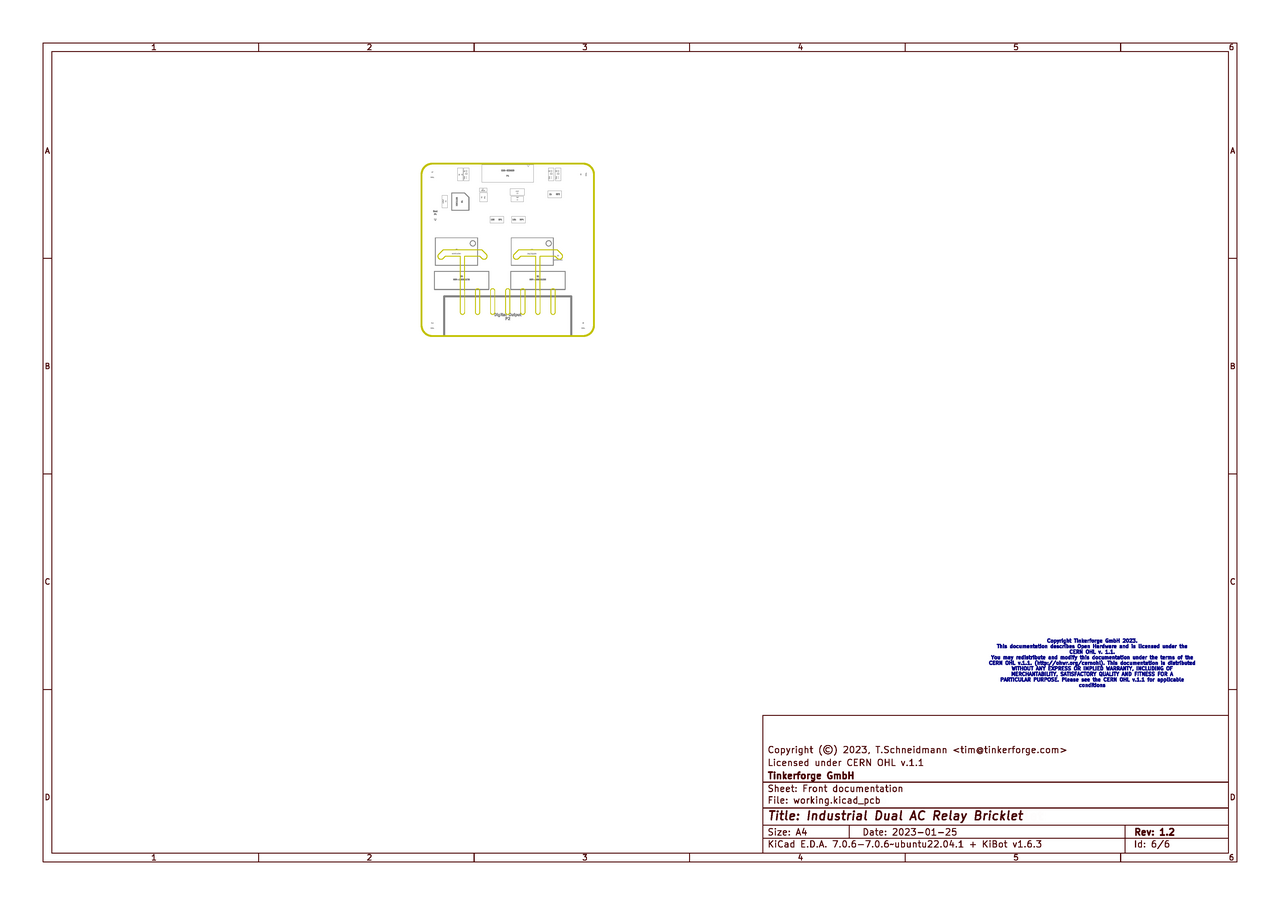 1 2 3 4 5 6
A A
Digital Output
P2
B B
C C
Copyright Tinkerforge GmbH 2023.
This documentation describes Open Hardware and is licensed under the
CERN OHL v. 1.1.
You may redistribute and modify this documentation under the terms of the
CERN OHL v.1.1. (http://ohwr.org/cernohl). This documentation is distributed
WITHOUT ANY EXPRESS OR IMPLIED WARRANTY, INCLUDING OF
MERCHANTABILITY, SATISFACTORY QUALITY AND FITNESS FOR A
PARTICULAR PURPOSE. Please see the CERN OHL v.1.1 for applicable
conditions
Copyright (©) 2023, T.Schneidmann <tim@tinkerforge.com>
Licensed under CERN OHL v.1.1
Tinkerforge GmbH
Sheet: Front documentation
D D
File: working.kicad_pcb
Title: Industrial Dual AC Relay Bricklet
Size: A4 Date: 2023-01-25 Rev: 1.2
KiCad E.D.A. 7.0.6-7.0.6~ubuntu22.04.1 + KiBot v1.6.3 Id: 6/6
1 2 3 4 5 6